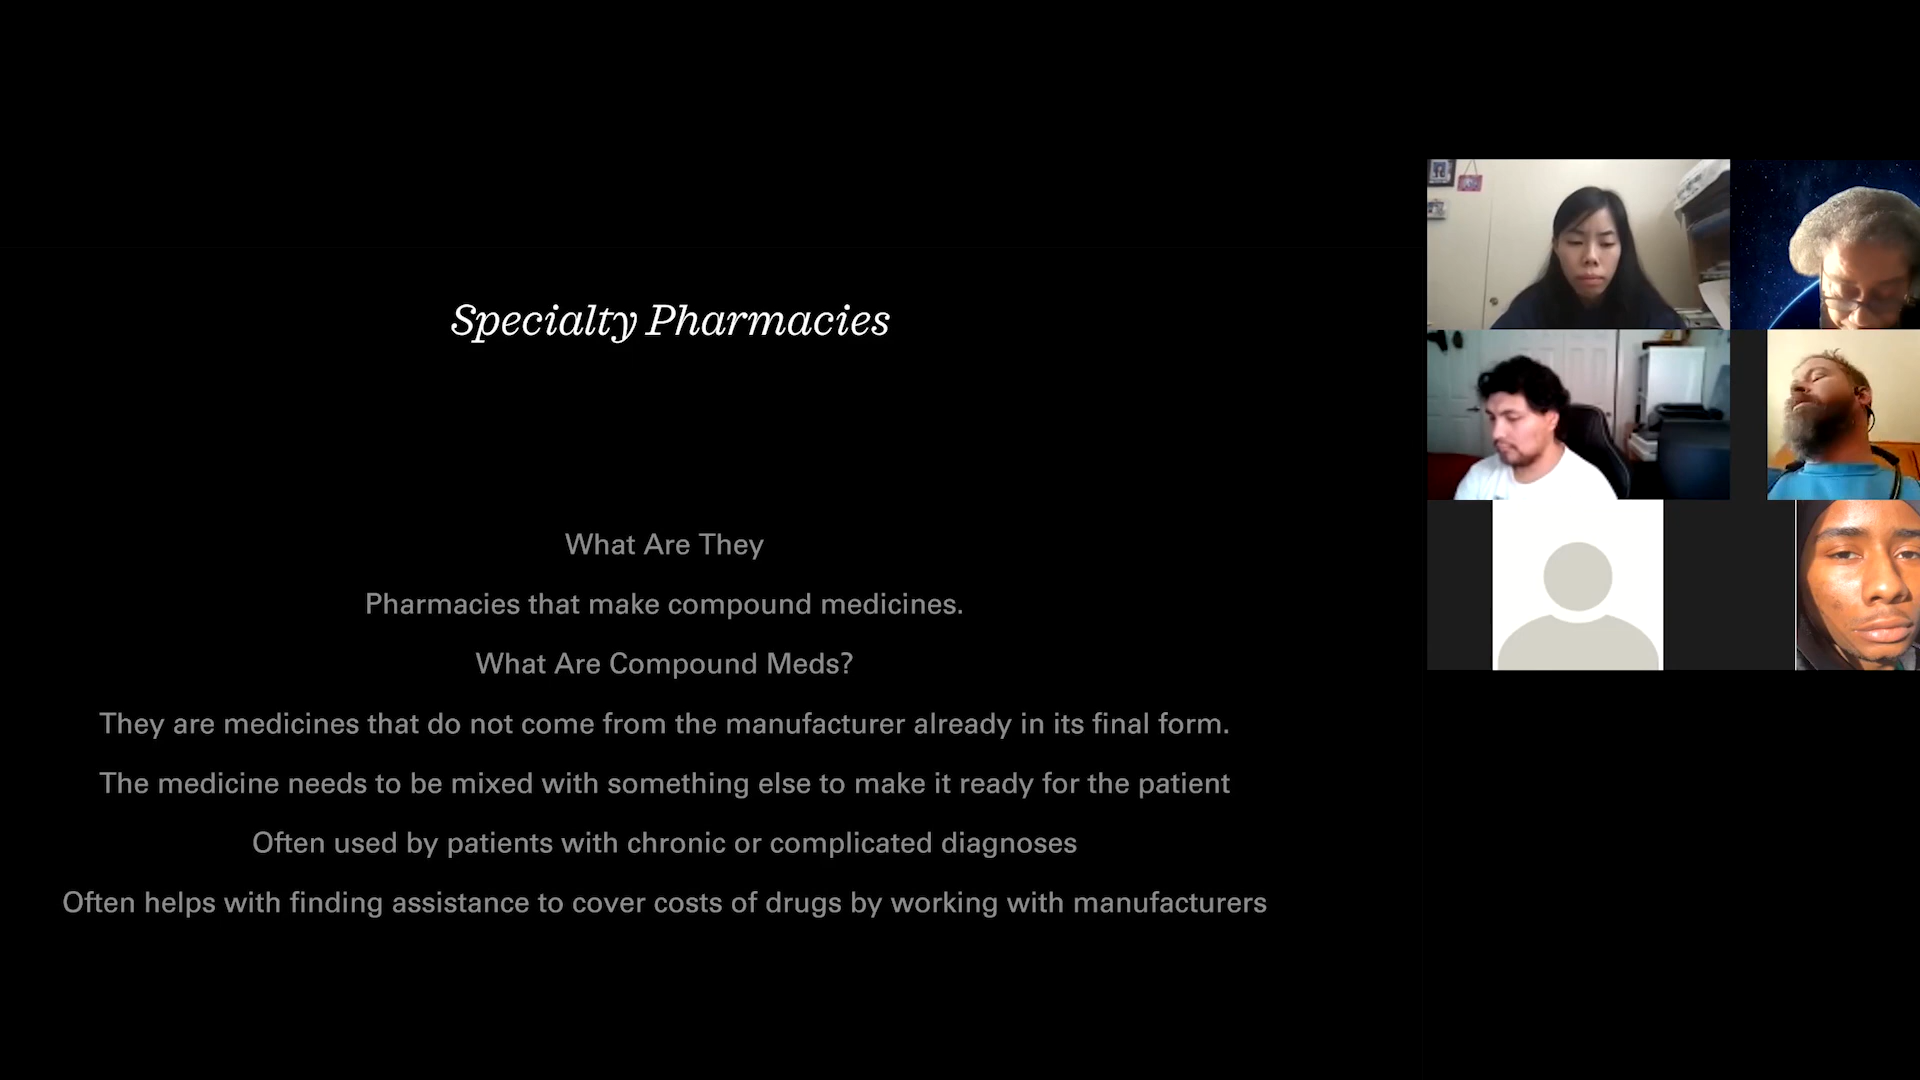 Specialty Pharmacies
What Are They
Pharmacies that make compound medicines.
What Are Compound Meds?
They are medicines that do not come from the manufacturer already in its final form.
The medicine needs to be mixed with something else to make it ready for the patient
Often used by patients with chronic or complicated diagnoses
Often helps with finding assistance to cover costs of drugs by working with manufacturers